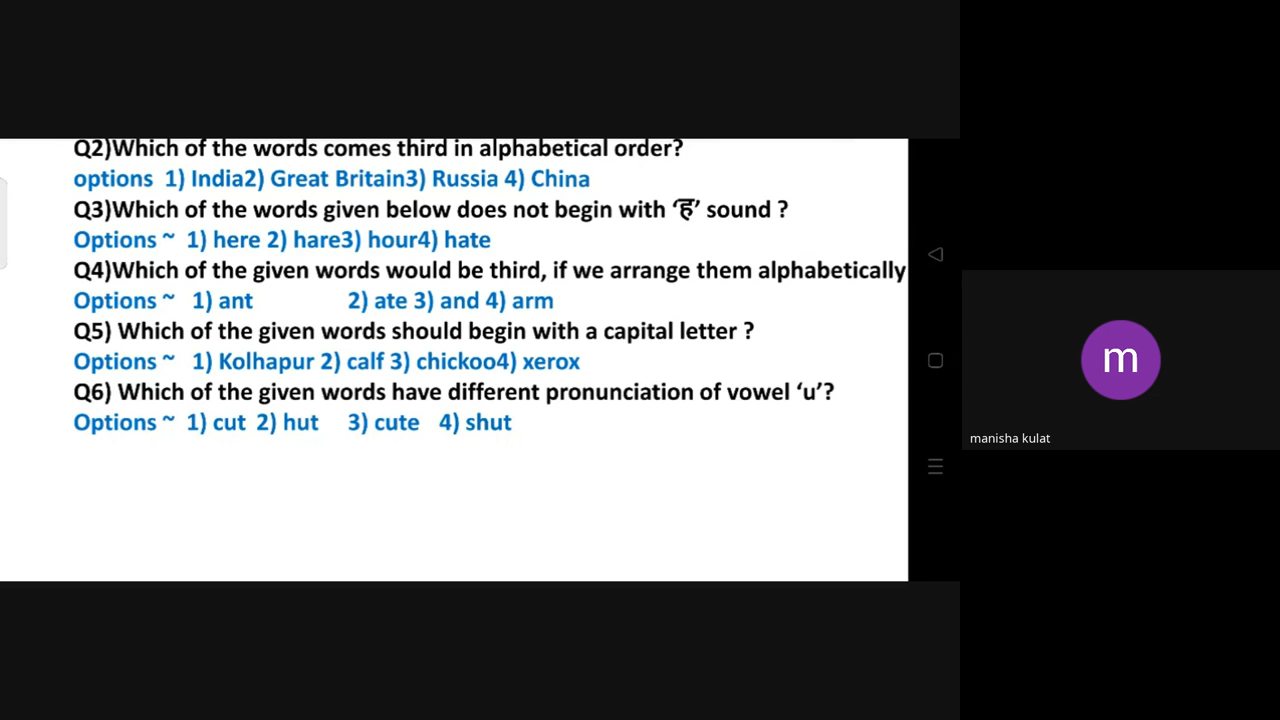 Q2)Which of the words comes third in alphabetical order?
options 1) India2) Great Britain3) Russia 4) China
Q3)Which of the words given below does not begin with ‘ह’ sound ?
Options ~ 1) here 2) hare3) hour4) hate
Q4)Which of the given words would be third, if we arrange them alphabetically
Options ~ 1) ant 2) ate 3) and 4) arm
Q5) Which of the given words should begin with a capital letter ?
Options ~ 1) Kolhapur 2) calf 3) chickoo4) xerox
Q6) Which of the given words have different pronunciation of vowel ‘u’?
Options ~ 1) cut 2) hut 3) cute 4) shut
m
manisha kulat